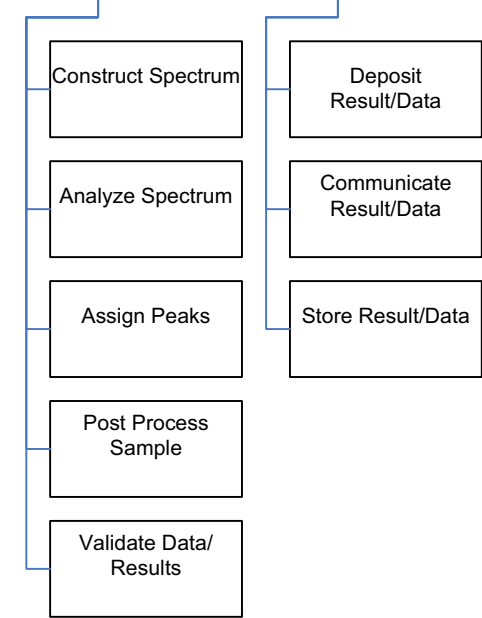 Construct Spectrum
Analyze Spectrum
Assign Peaks
Post Process
Sample
Validate Data/
Results
Deposit
Result/Data
Communicate
Result/Data
Store Result/Data